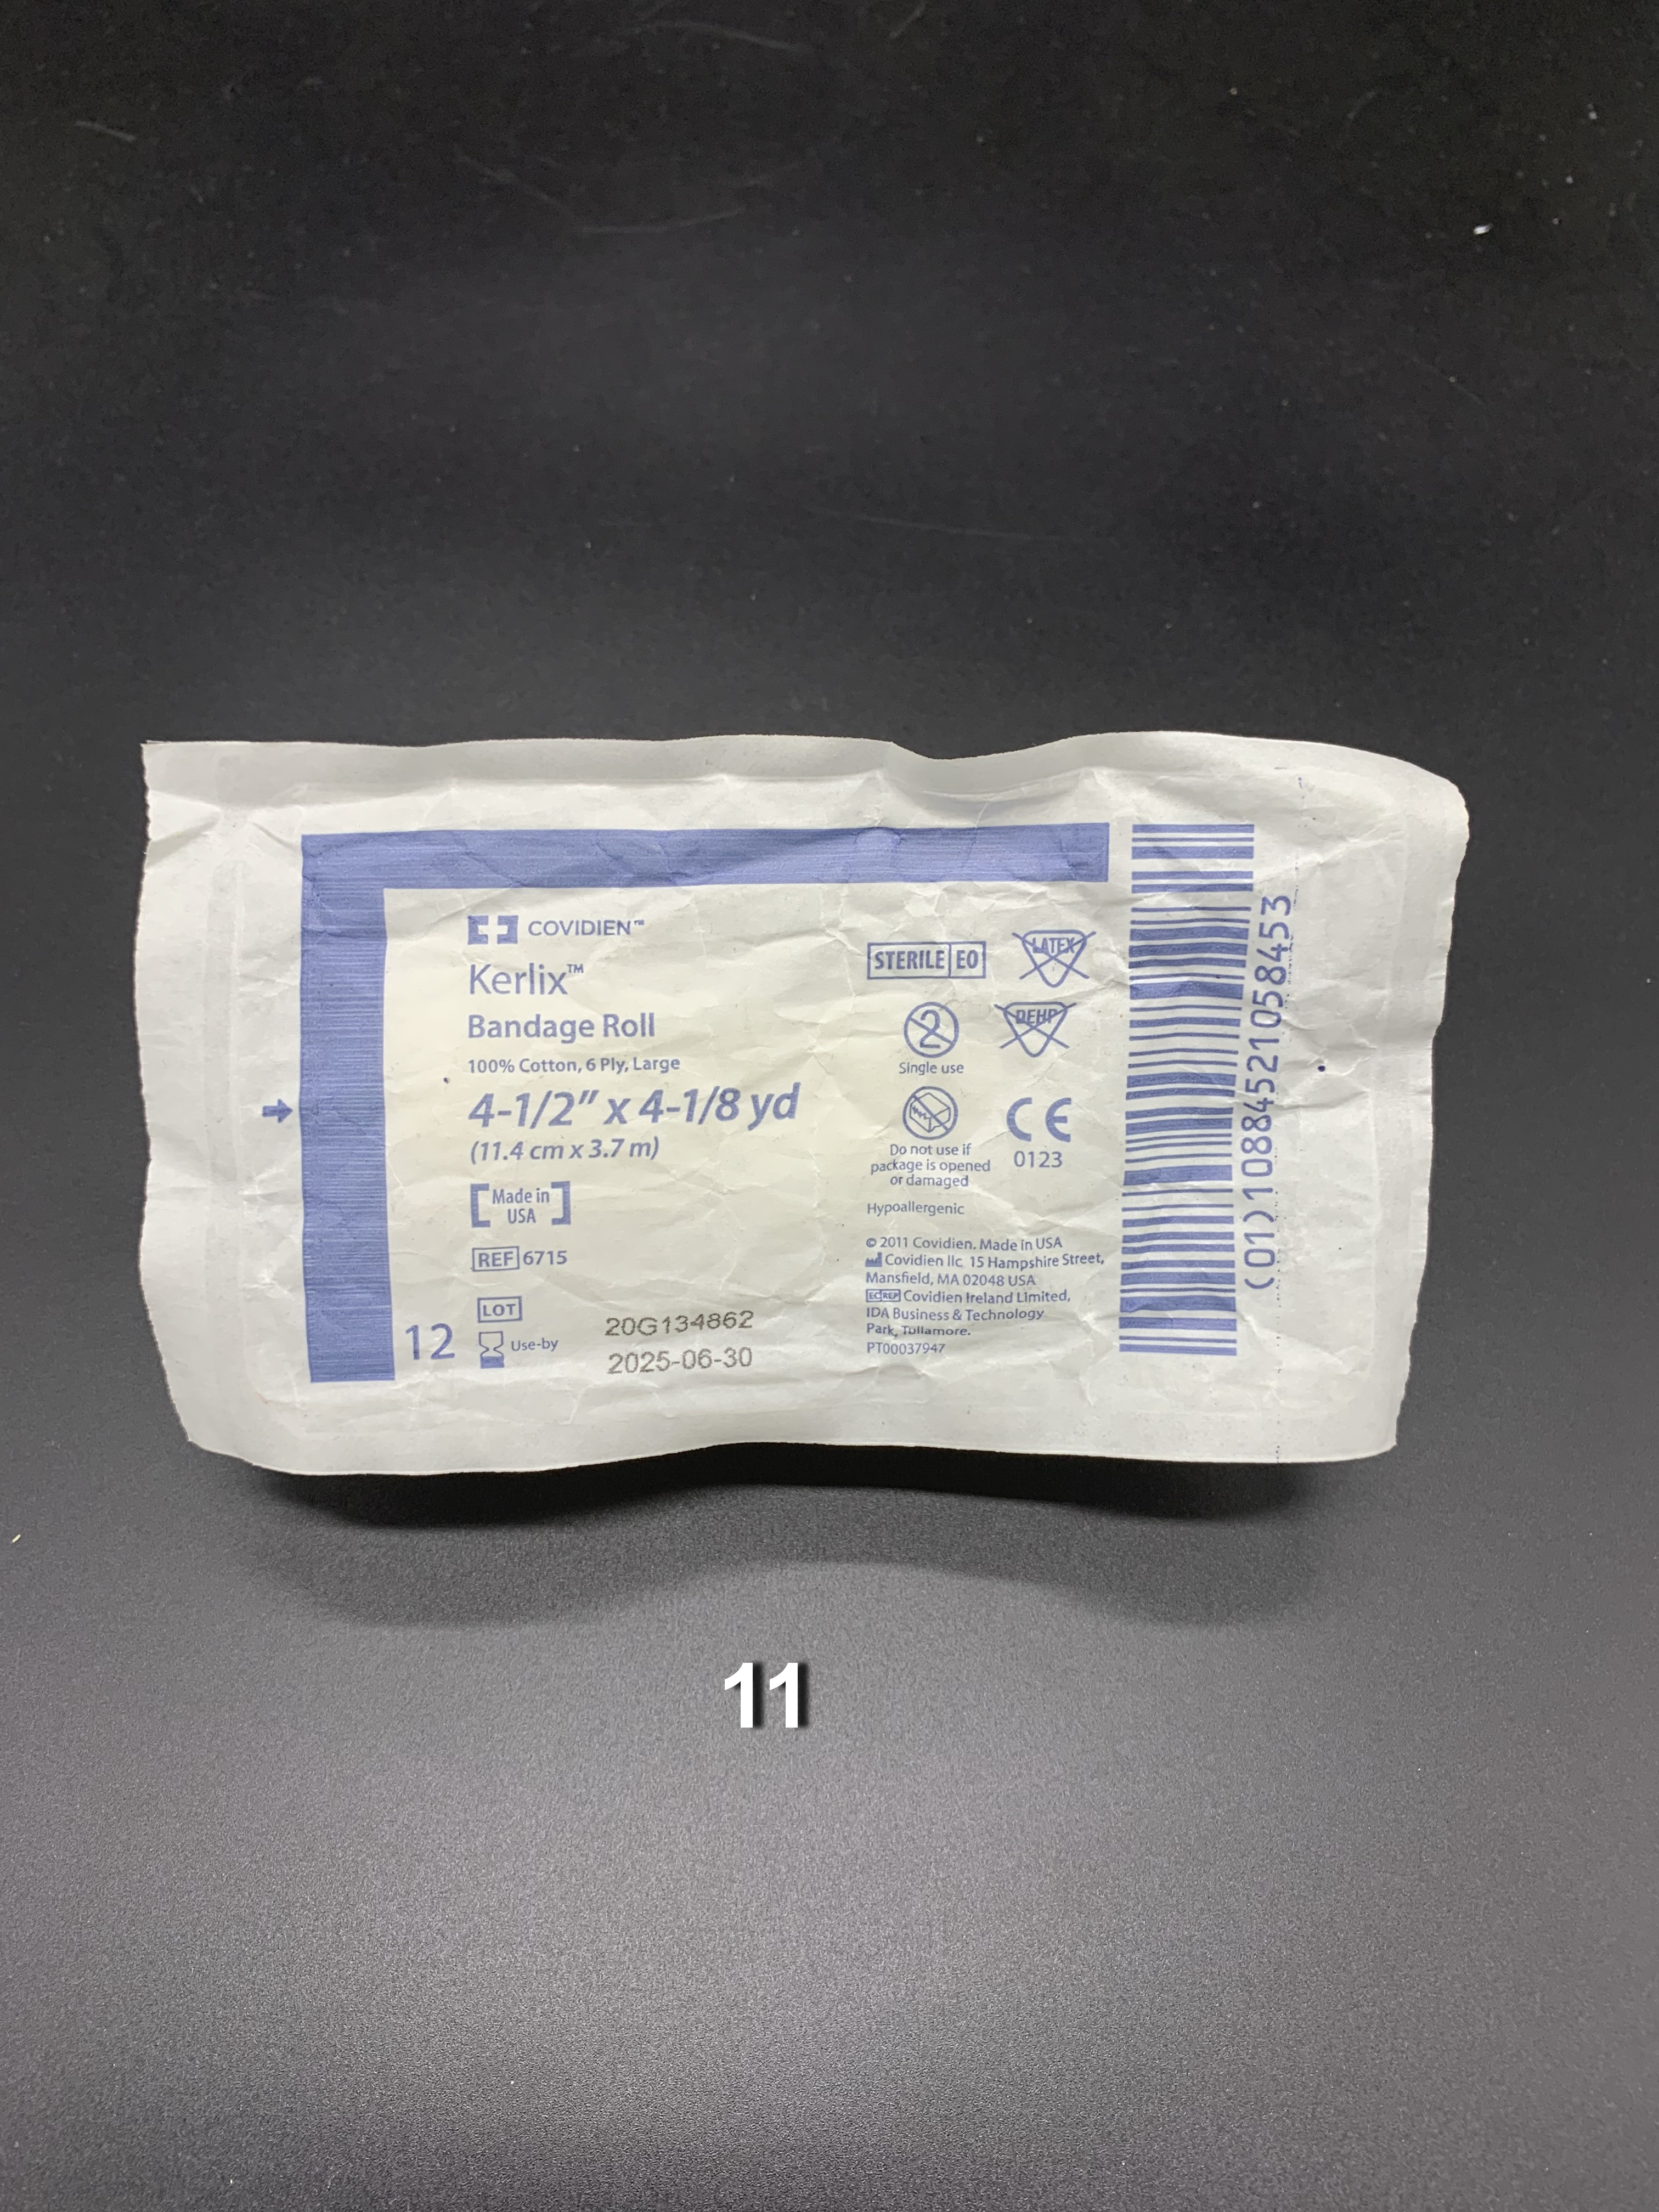 COVIDIEN™
Kerlix™
Bandage Roll
100% Cotton, 6 Ply, Large
4-1/2" x 4-1/8 yd
(11.4 cm x 3.7 m)
Made in
USA
REF 6715
LOT 20G134862
12 Use-by 2025-06-30
STERILE EO
LATEX
2
Single use
DEHP
Do not use if
package is opened
or damaged
CE
0123
Hypoallergenic
© 2011 Covidien. Made in USA
Covidien llc, 15 Hampshire Street,
Mansfield, MA 02048 USA
EC REP Covidien Ireland Limited,
IDA Business & Technology
Park, Tullamore.
PT00037947
(01)10884521058453
11